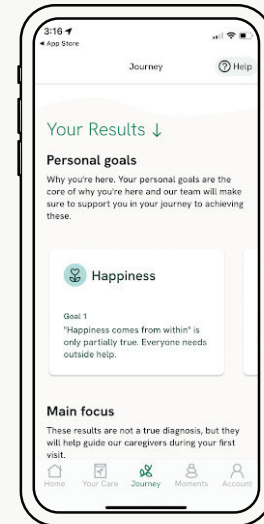 3:16
App Store
Journey
Help
Your Results ↓
Personal goals
Why you're here. Your personal goals are the
core of why you're here and our team will make
sure to support you in your journey to achieving
these.
Happiness
Goal 1
"Happiness comes from within" is
only partially true. Everyone needs
outside help.
Main focus
These results are not a true diagnosis, but they
will help guide our caregivers during your first
visit.
Home Your Care Journey Moments Account